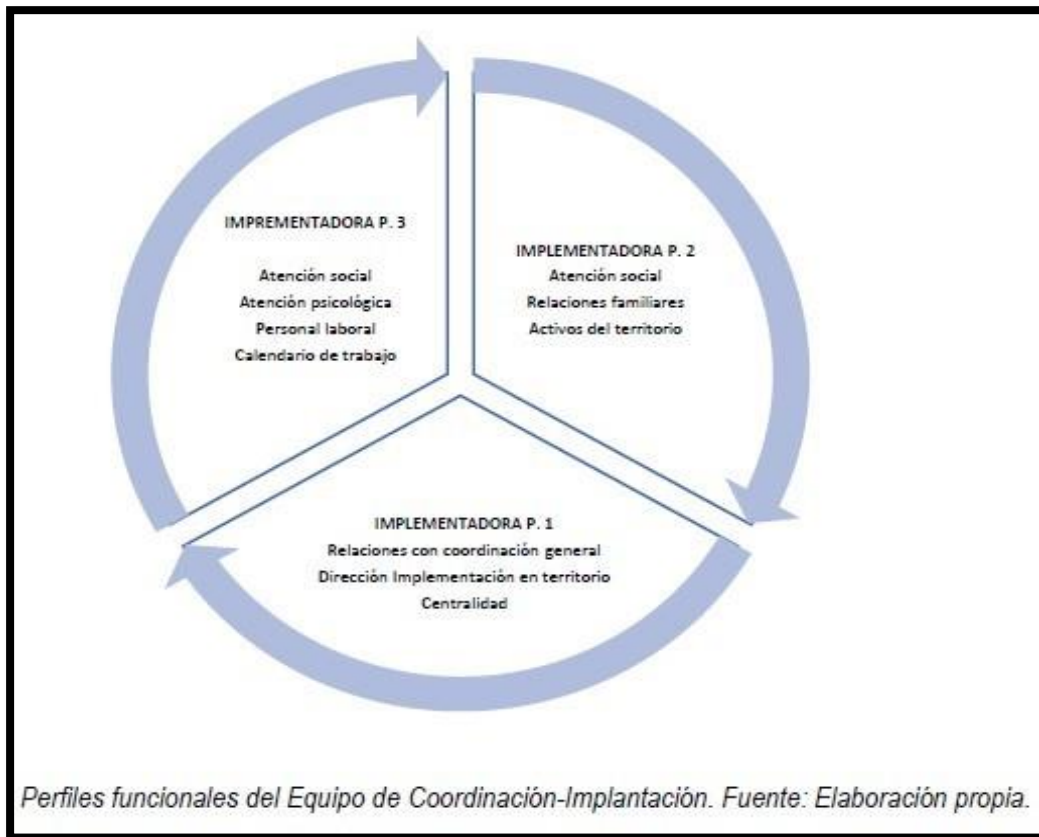 IMPREMENTADORA P. 3
Atención social
Atención psicológica
Personal laboral
Calendario de trabajo
IMPLEMENTADORA P. 2
Atención social
Relaciones familiares
Activos del territorio
IMPLEMENTADORA P. 1
Relaciones con coordinación general
Dirección Implementación en territorio
Centralidad
Perfiles funcionales del Equipo de Coordinación-Implantación. Fuente: Elaboración propia.